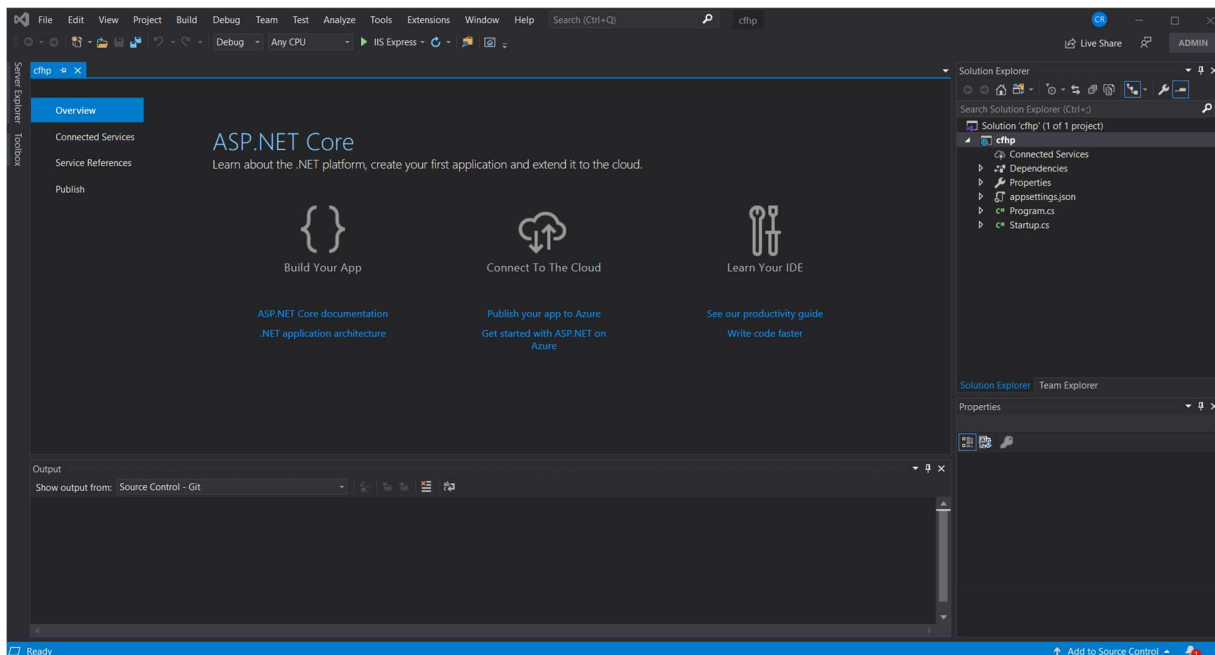 File Edit View Project Build Debug Team Test Analyze Tools Extensions Window Help Search (Ctrl+Q) cfhp CR
Debug Any CPU IIS Express Live Share ADMIN
Server Explorer
Toolbox
cfhp
Overview
Connected Services
Service References
Publish
ASP.NET Core
Learn about the .NET platform, create your first application and extend it to the cloud.
Build Your App
ASP.NET Core documentation
.NET application architecture
Connect To The Cloud
Publish your app to Azure
Get started with ASP.NET on
Azure
Learn Your IDE
See our productivity guide
Write code faster
Solution Explorer
Search Solution Explorer (Ctrl+;)
Solution 'cfhp' (1 of 1 project)
cfhp
Connected Services
Dependencies
Properties
appsettings.json
C# Program.cs
C# Startup.cs
Solution Explorer Team Explorer
Properties
Output
Show output from: Source Control - Git
Ready
Add to Source Control 1